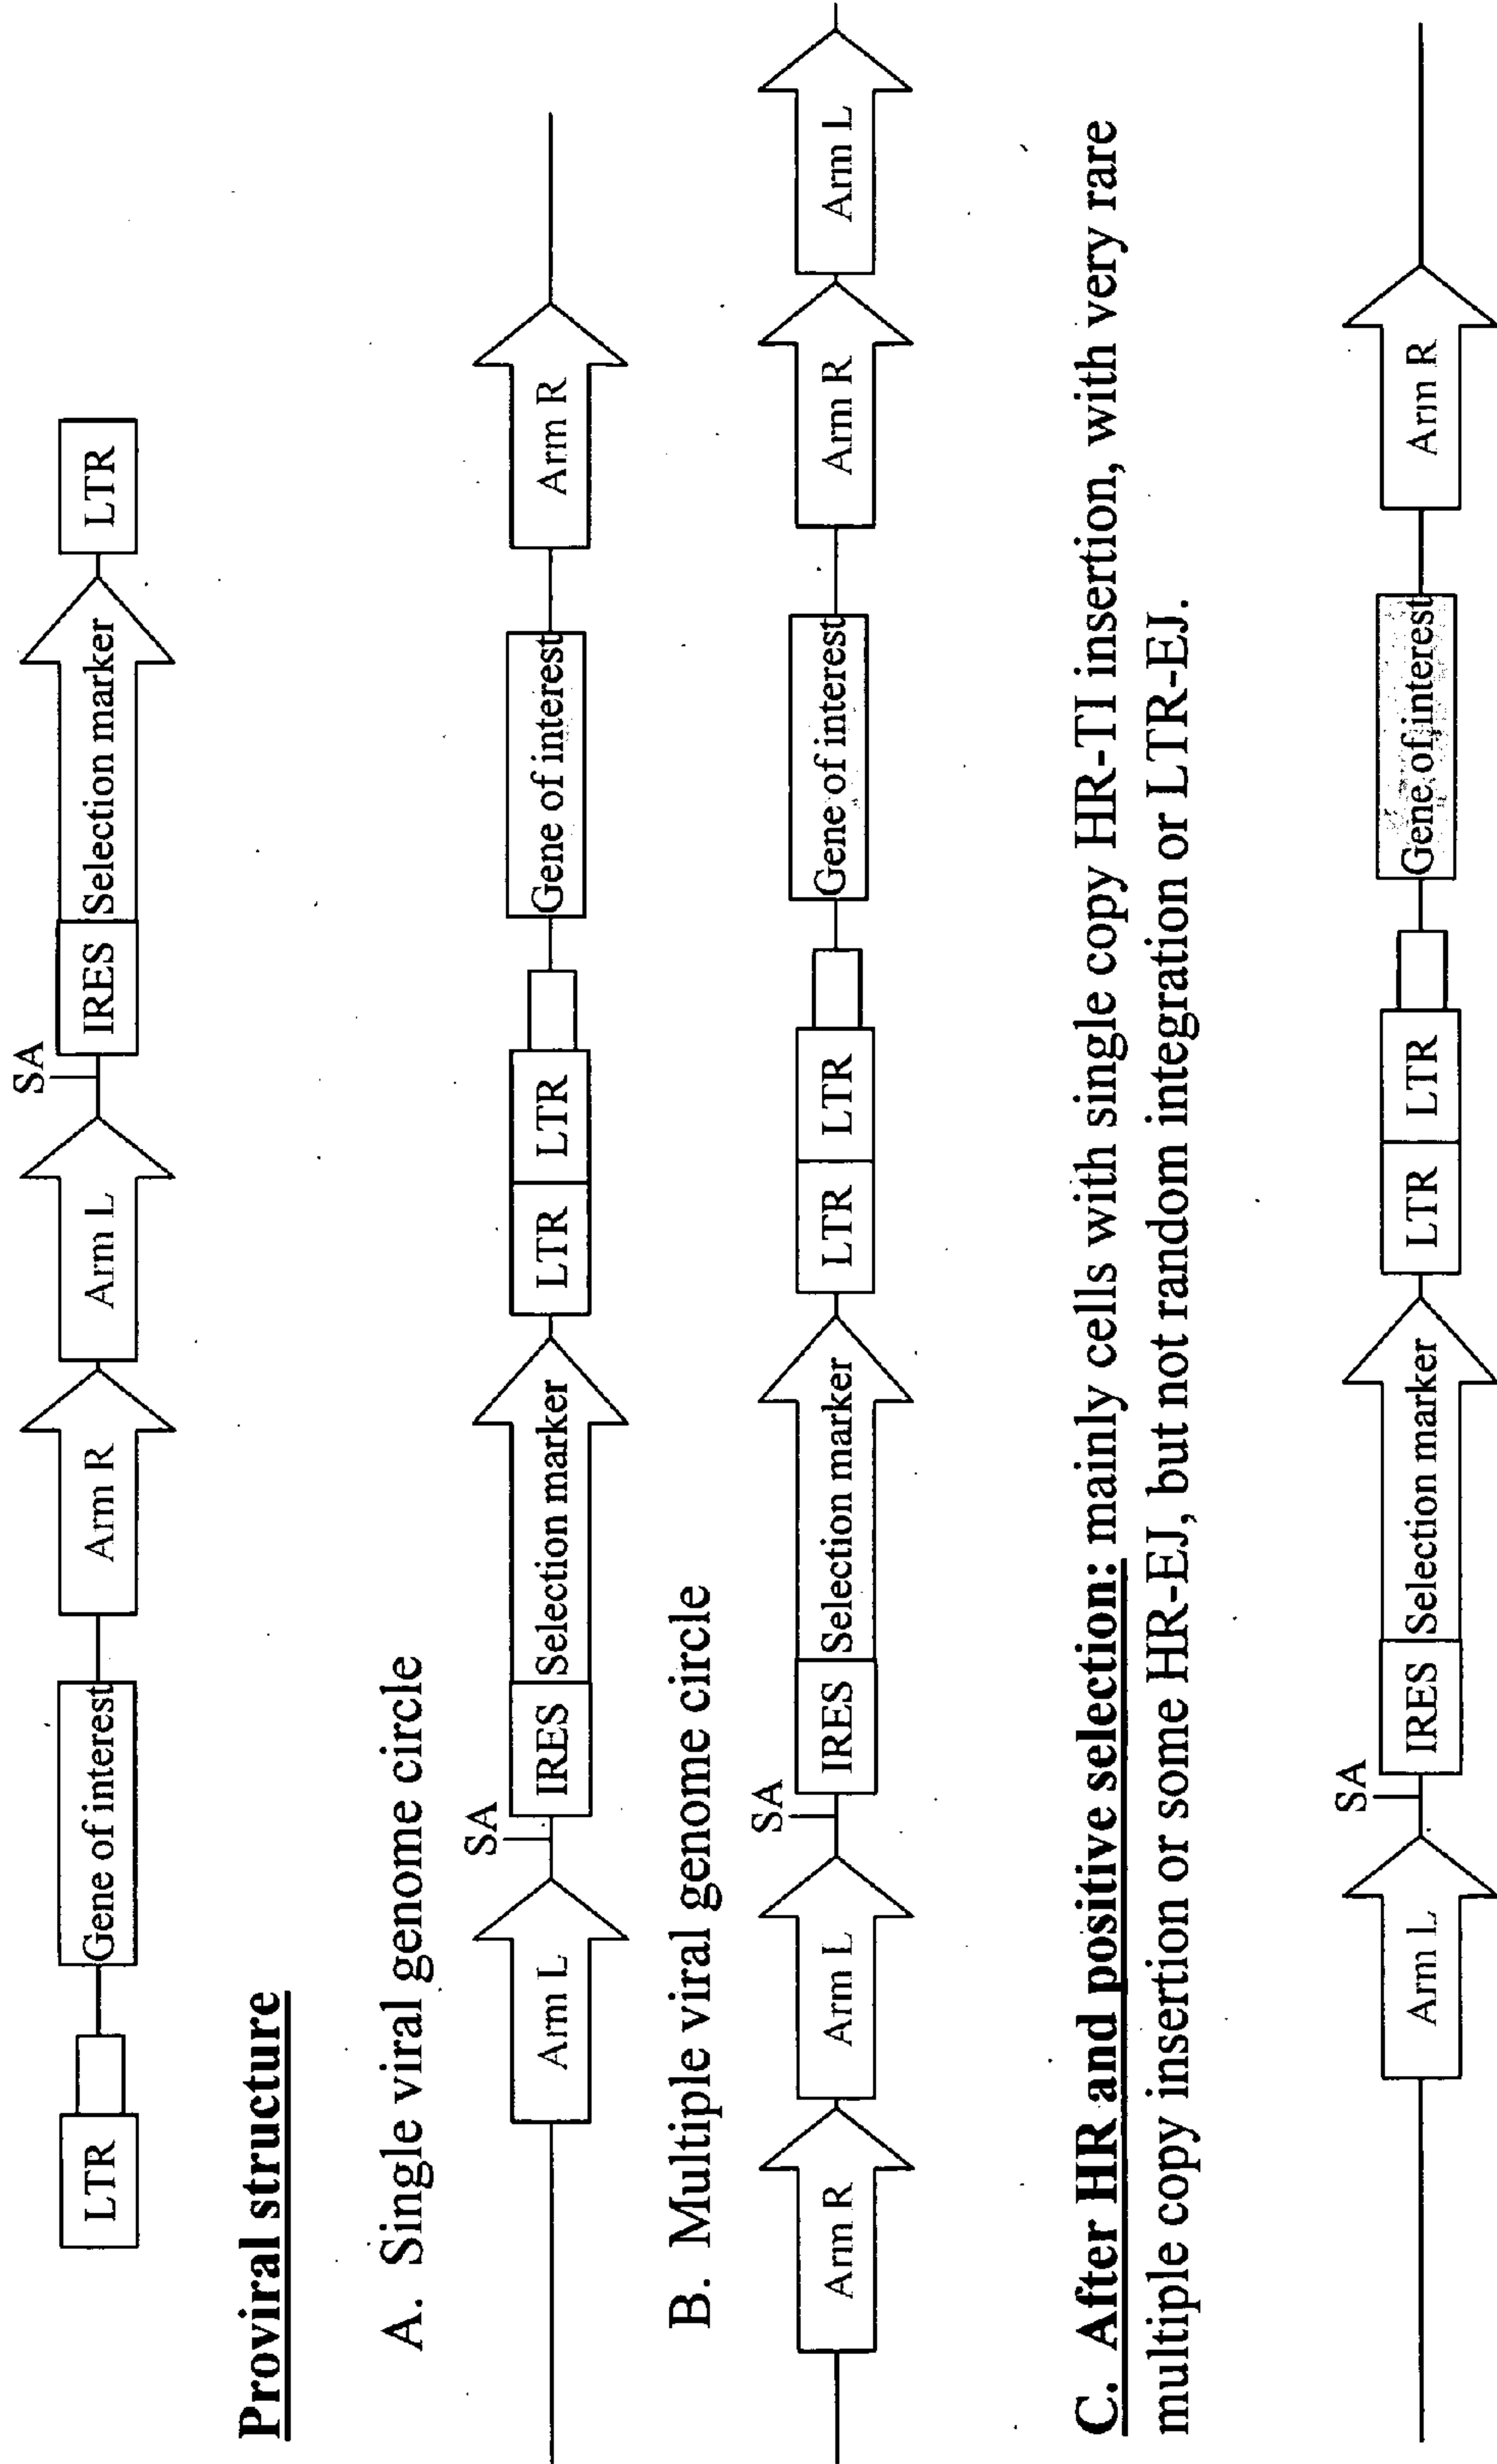 SA
LTR Gene of interest Arm R Arm L IRES Selection marker LTR
Proviral structure
A. Single viral genome circle
SA
Arm L IRES Selection marker LTR LTR Gene of interest Arm R
B. Multiple viral genome circle
SA
Arm R Arm L IRES Selection marker LTR LTR Gene of interest Arm R Arm L
C. After HR and positive selection: mainly cells with single copy HR-TI insertion, with very rare
multiple copy insertion or some HR-EJ, but not random integration or LTR-EJ.
SA
Arm L IRES Selection marker LTR LTR Gene of interest Arm R